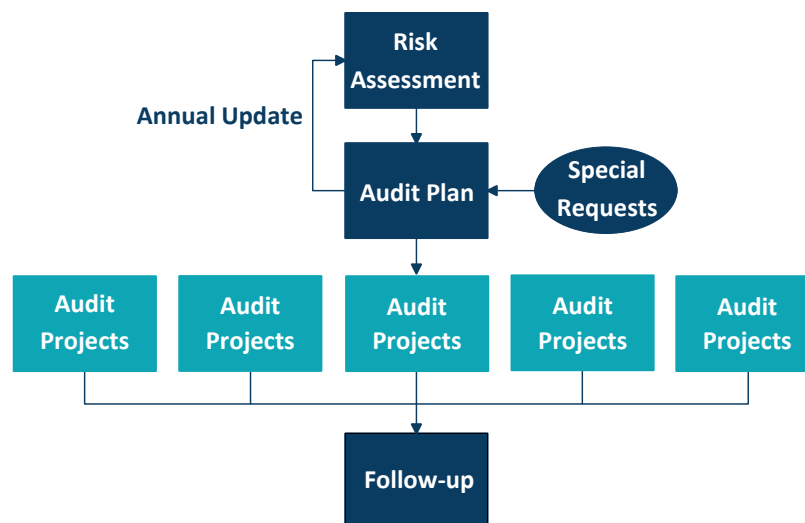 Risk
Assessment
Annual Update
Audit Plan
Special
Requests
Audit
Projects
Audit
Projects
Audit
Projects
Audit
Projects
Audit
Projects
Follow-up